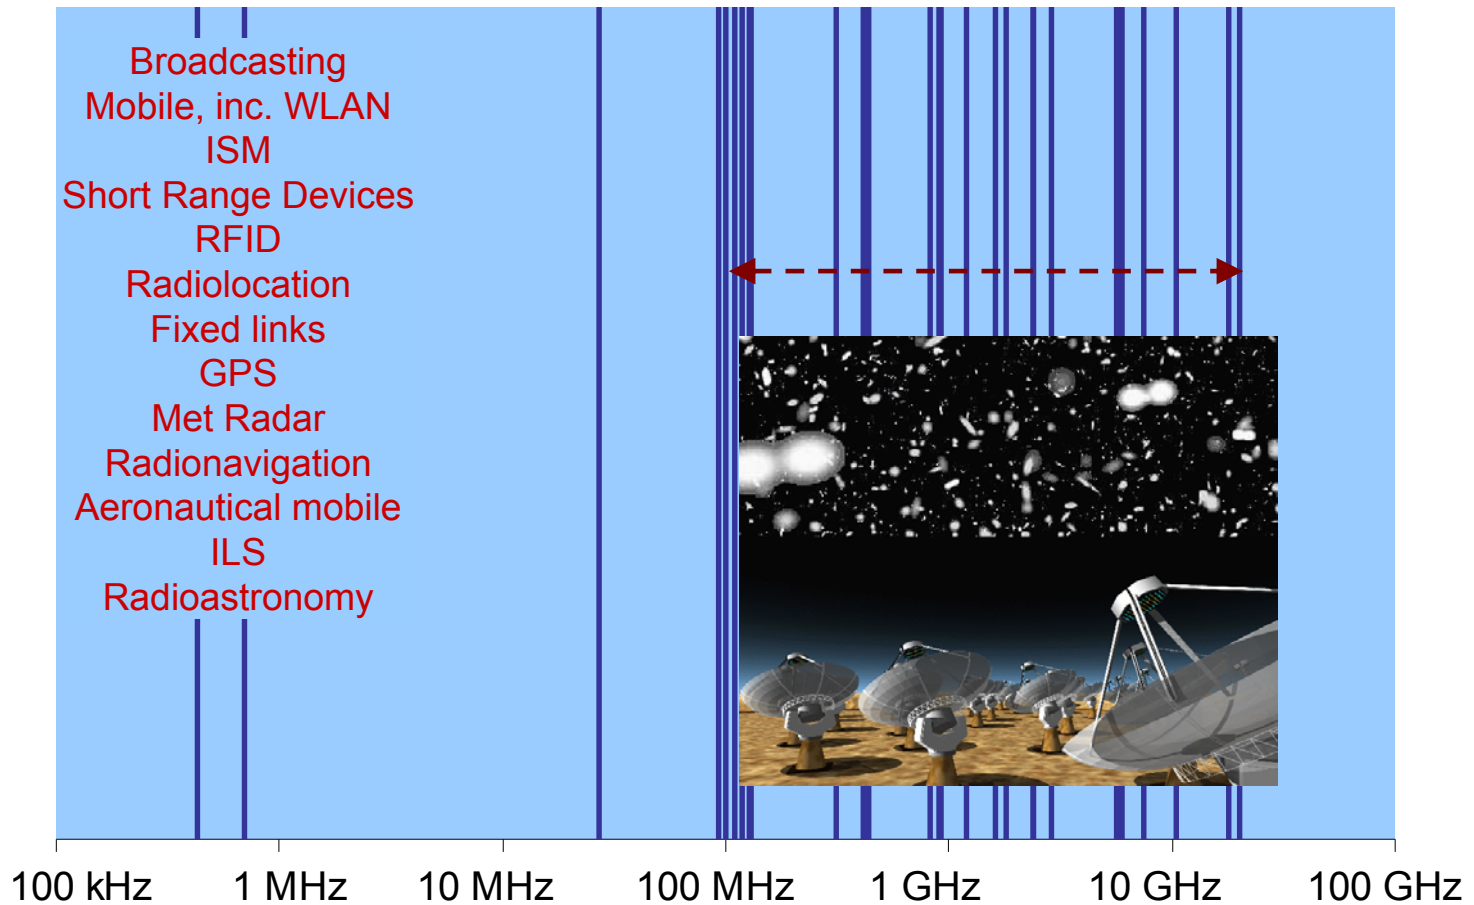 Broadcasting
Mobile, inc. WLAN
ISM
Short Range Devices
RFID
Radiolocation
Fixed links
GPS
Met Radar
Radionavigation
Aeronautical mobile
ILS
Radioastronomy
100 kHz 1 MHz 10 MHz 100 MHz 1 GHz 10 GHz 100 GHz